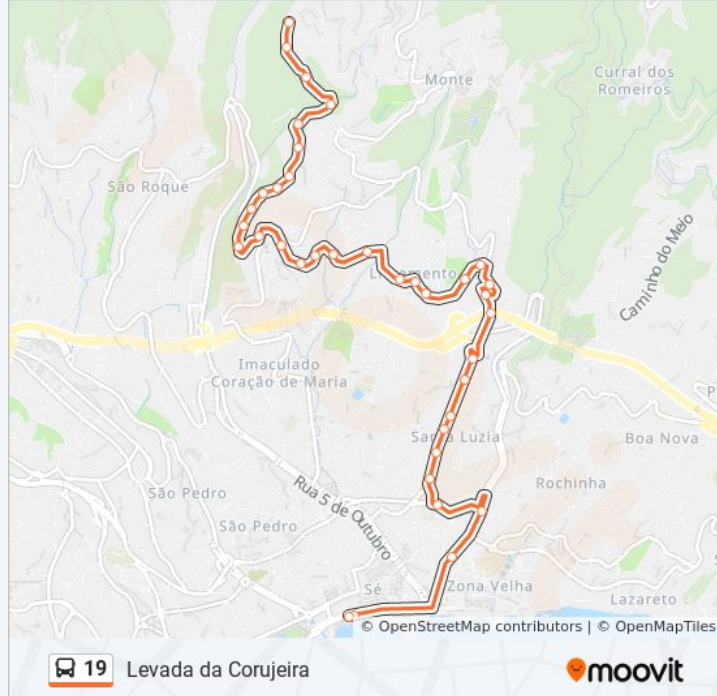 Monte
Curral dos
Romeiros
São Roque
Caminho do Meio
Livramento
Imaculado
Coração de Maria
Santa Luzia
Boa Nova
São Pedro
Rochinha
Rua 5 de Outubro
São Pedro
Sé
Zona Velha
Lazareto
© OpenStreetMap contributors | © OpenMapTiles
19 Levada da Corujeira
moovit